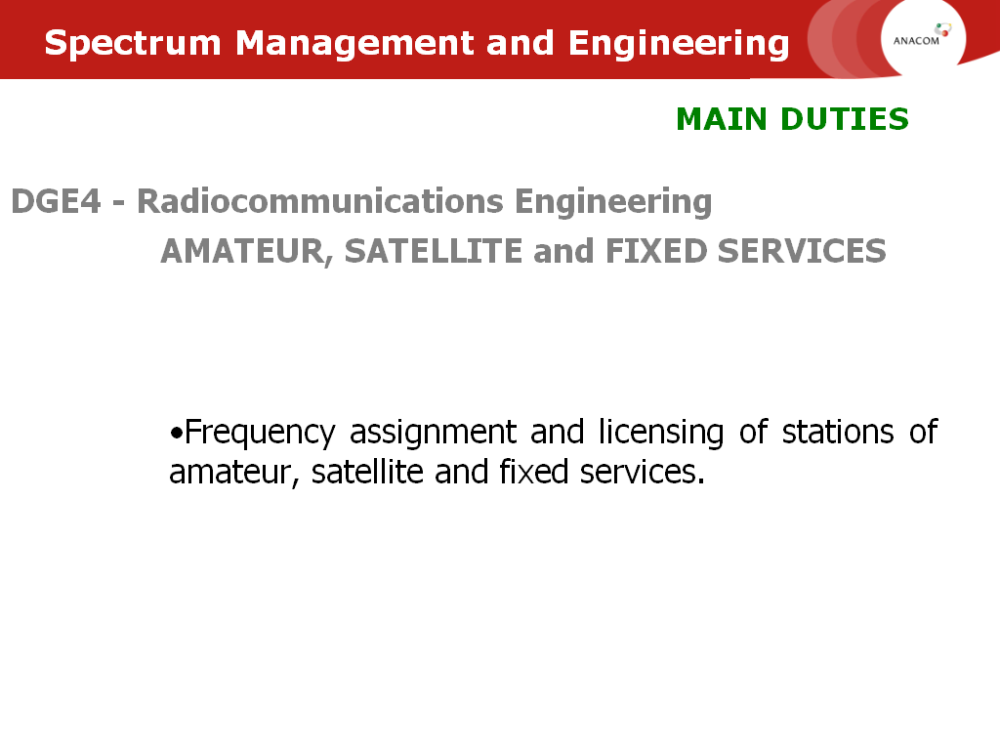 Spectrum Management and Engineering
ANACOM
MAIN DUTIES
DGE4 - Radiocommunications Engineering
AMATEUR, SATELLITE and FIXED SERVICES
•Frequency assignment and licensing of stations of
amateur, satellite and fixed services.